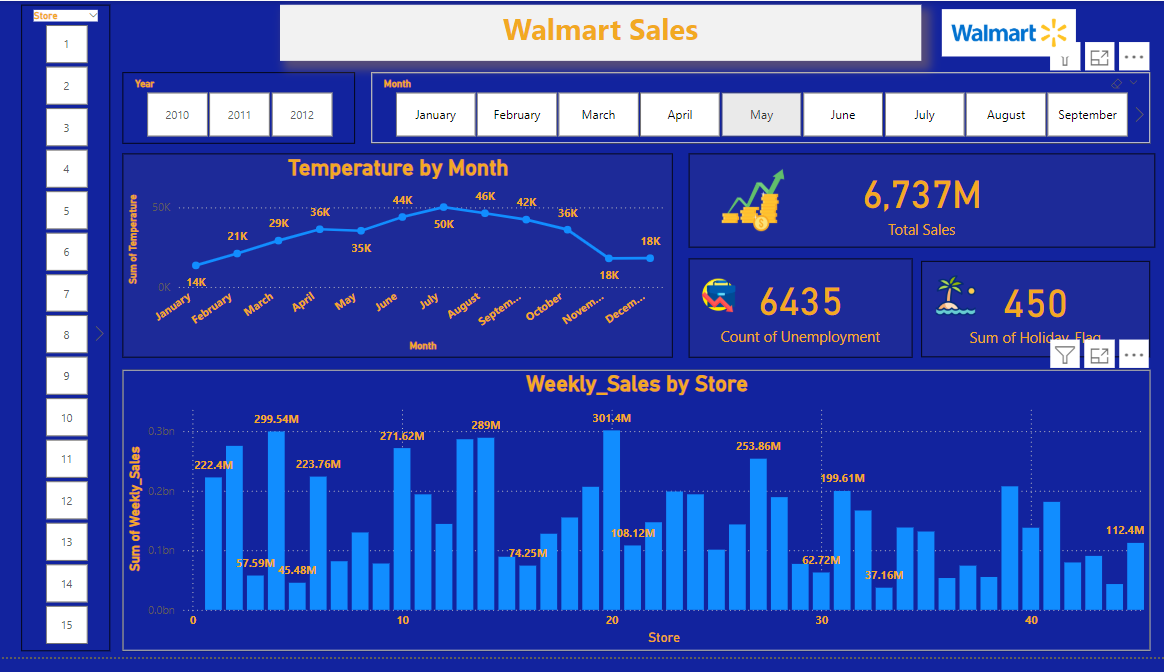 Store
1
2
3
4
5
6
7
8
9
10
11
12
13
14
15
Walmart Sales
Walmart
Year
2010
2011
2012
Month
January
February
March
April
May
June
July
August
September
Temperature by Month
Sum of Temperature
50K
0K
14K
21K
29K
36K
35K
44K
50K
46K
42K
36K
18K
18K
January
February
March
April
May
June
July
August
Septem...
October
Novem...
Decem...
Month
6,737M
Total Sales
6435
Count of Unemployment
450
Sum of Holiday_Flag
Weekly_Sales by Store
Sum of Weekly_Sales
0.3bn
0.2bn
0.1bn
0.0bn
222.4M
57.59M
299.54M
45.48M
223.76M
271.62M
289M
74.25M
301.4M
108.12M
253.86M
62.72M
199.61M
37.16M
112.4M
0
10
20
30
40
Store